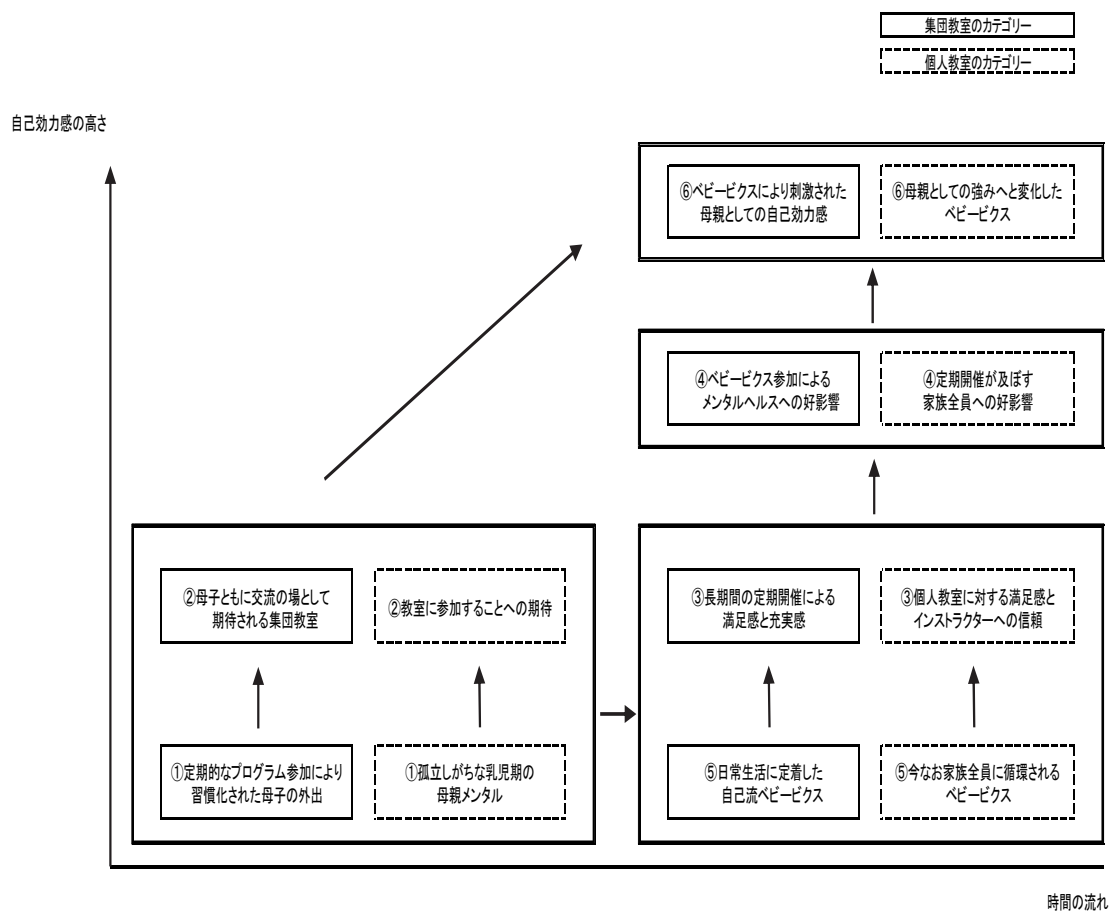 集団教室のカテゴリー
個人教室のカテゴリー
自己効力感の高さ
⑥ベビービクスにより刺激された
母親としての自己効力感
⑥母親としての強みへと変化した
ベビービクス
④ベビービクス参加による
メンタルヘルスへの好影響
④定期開催が及ぼす
家族全員への好影響
②母子ともに交流の場として
期待される集団教室
②教室に参加することへの期待
③長期間の定期開催による
満足感と充実感
③個人教室に対する満足感と
インストラクターへの信頼
①定期的なプログラム参加により
習慣化された母子の外出
①孤立しがちな乳児期の
母親メンタル
⑤日常生活に定着した
自己流ベビービクス
⑤今なお家族全員に循環される
ベビービクス
時間の流れ